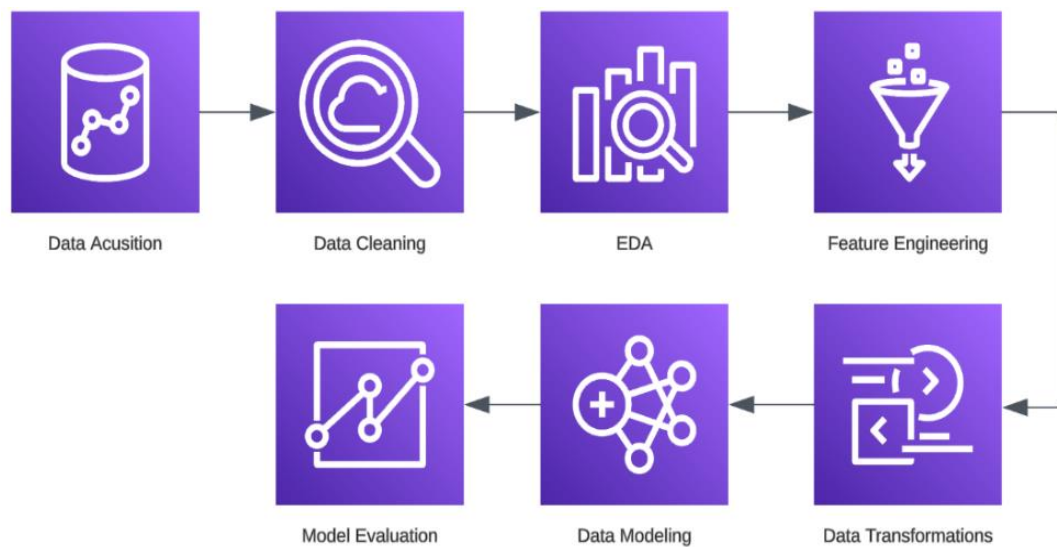 Data Acusition
Data Cleaning
EDA
Feature Engineering
Model Evaluation
Data Modeling
Data Transformations